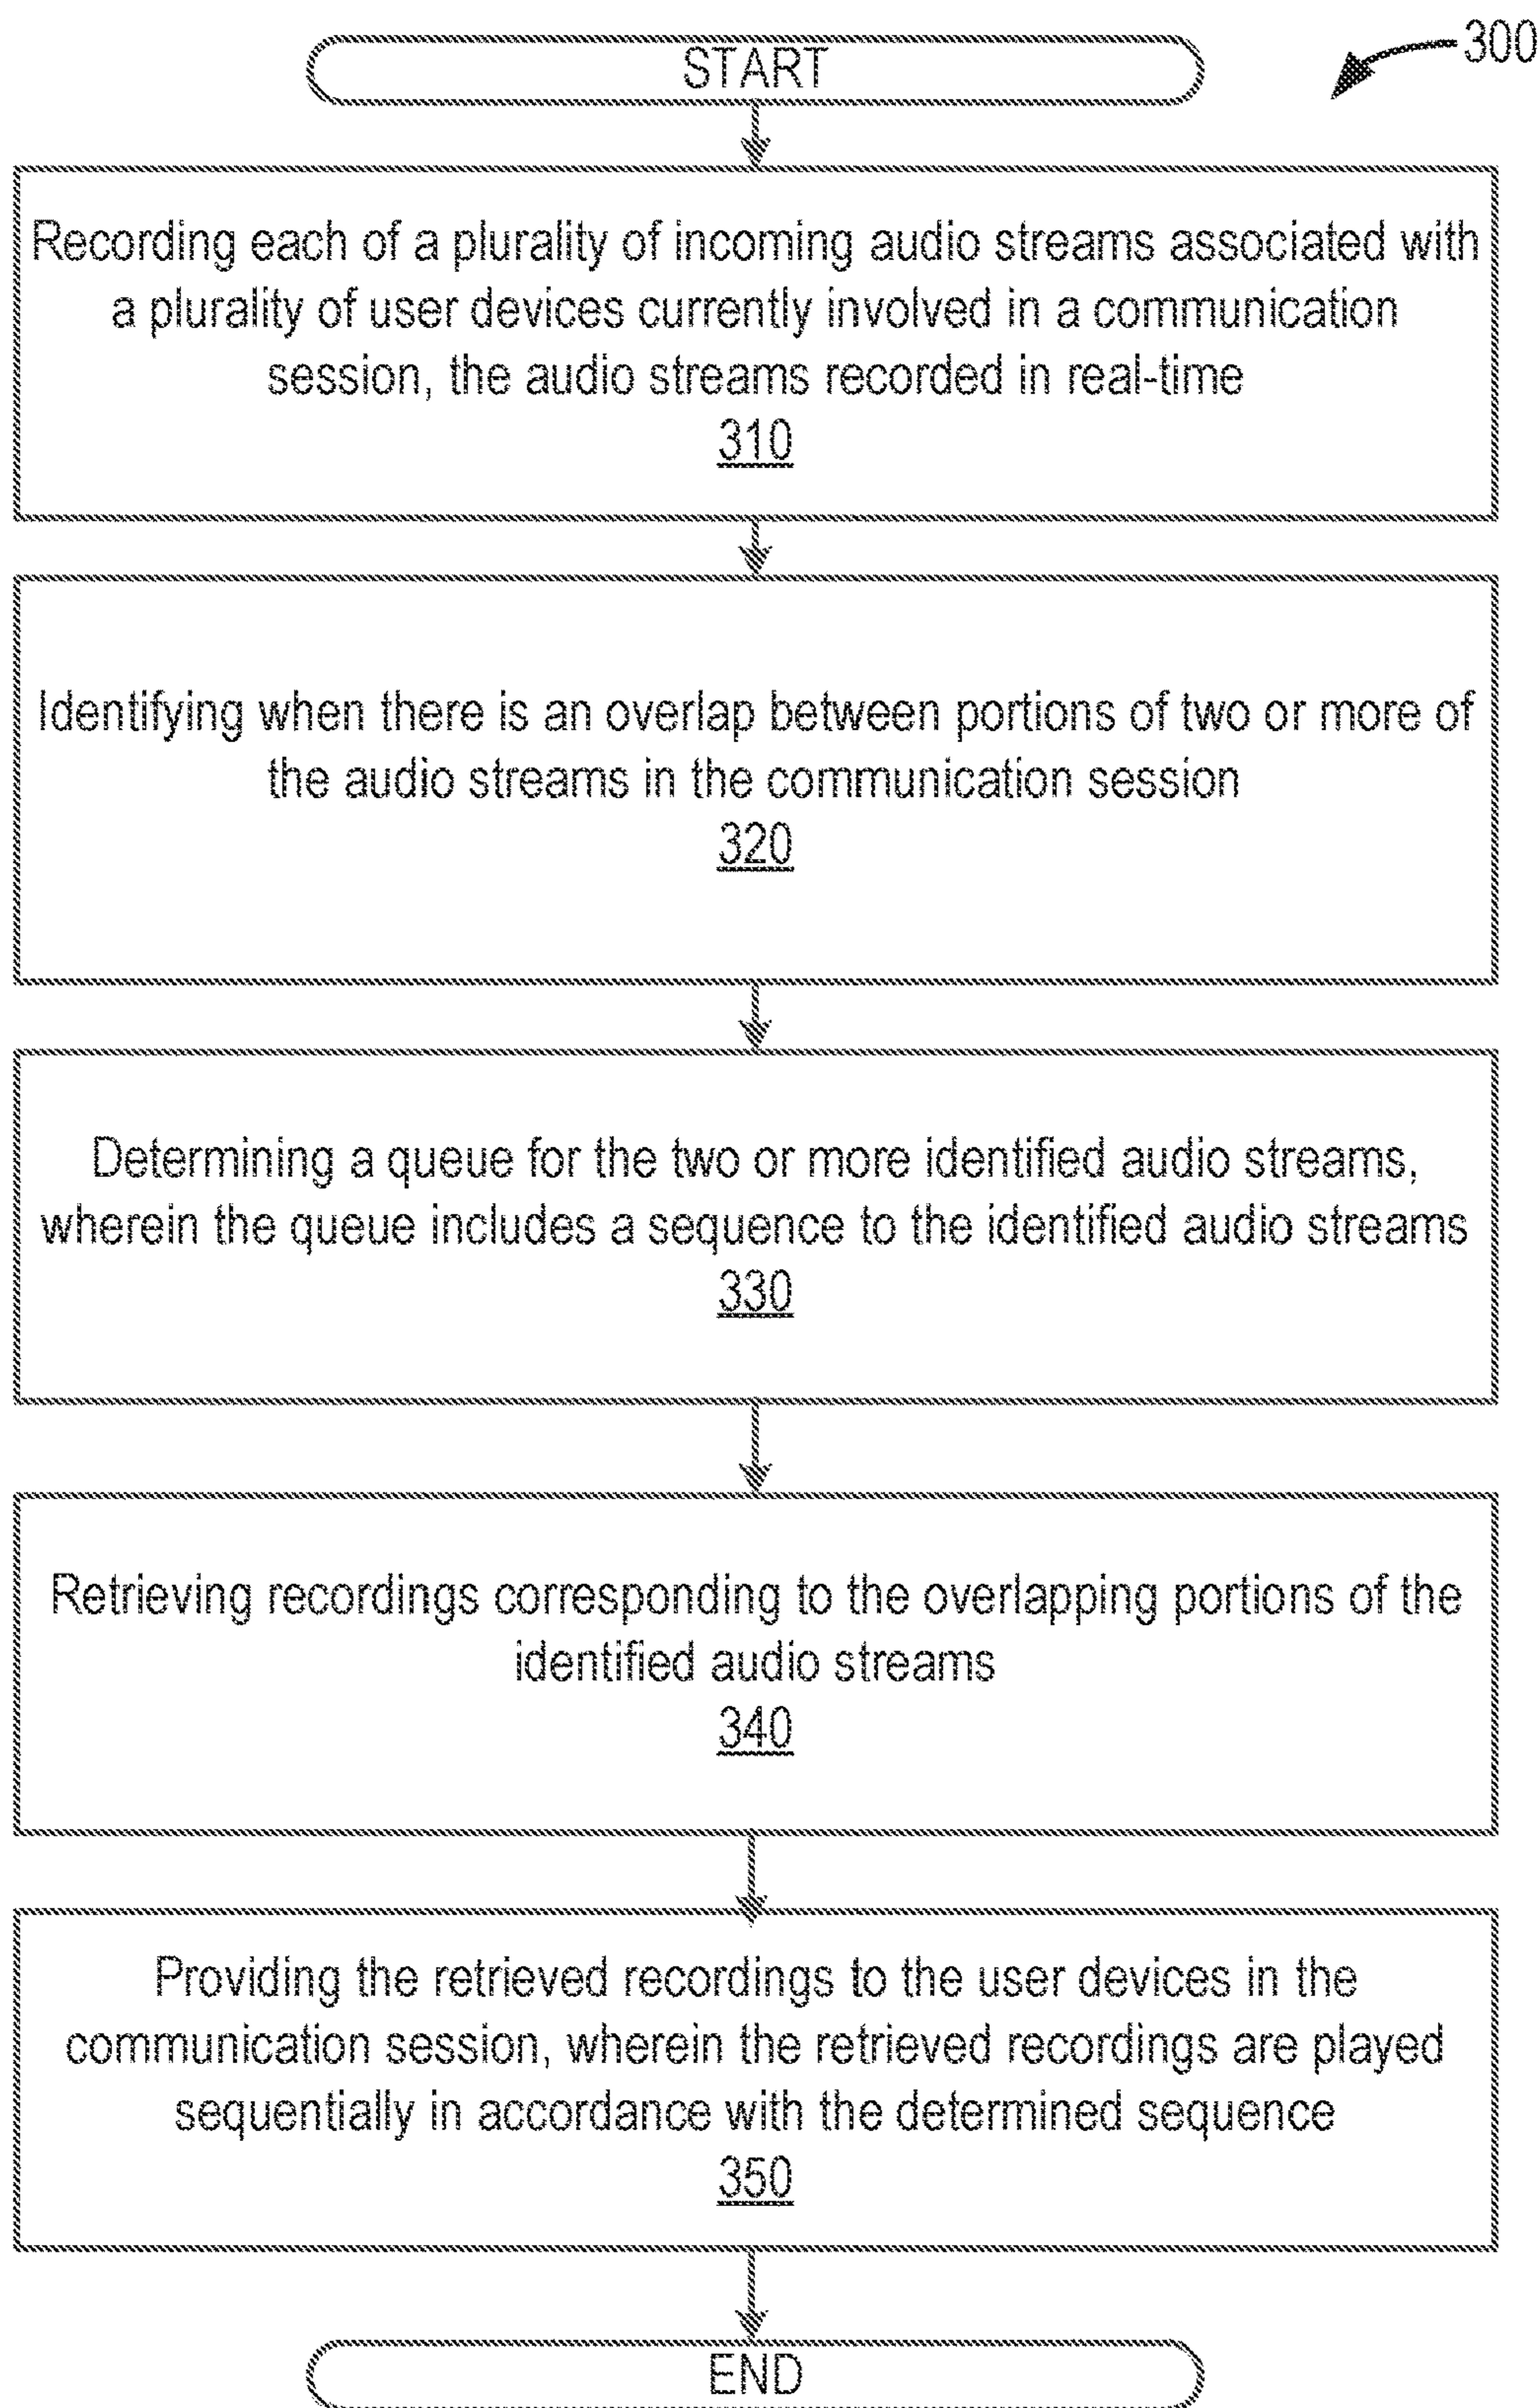 START
300
Recording each of a plurality of incoming audio streams associated with
a plurality of user devices currently involved in a communication
session, the audio streams recorded in real-time
310
Identifying when there is an overlap between portions of two or more of
the audio streams in the communication session
320
Determining a queue for the two or more identified audio streams,
wherein the queue includes a sequence to the identified audio streams
330
Retrieving recordings corresponding to the overlapping portions of the
identified audio streams
340
Providing the retrieved recordings to the user devices in the
communication session, wherein the retrieved recordings are played
sequentially in accordance with the determined sequence
350
END